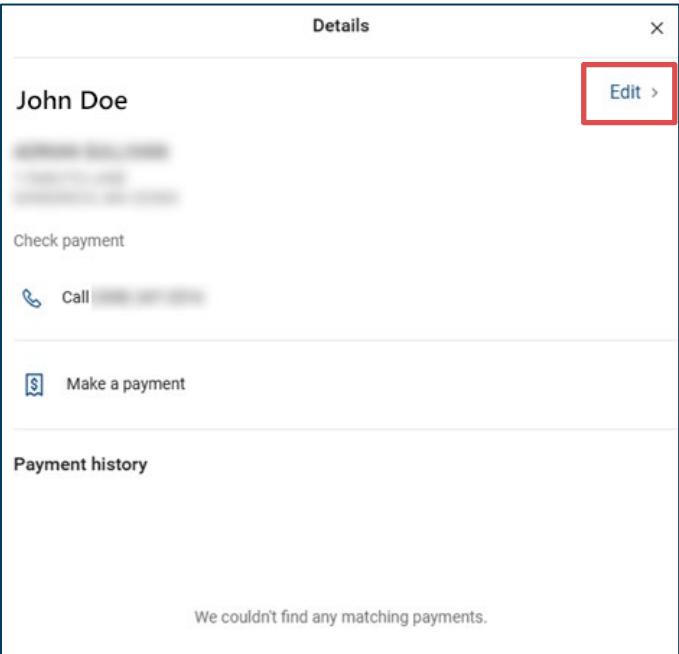 Details
John Doe
Edit
Check payment
Call
Make a payment
Payment history
We couldn't find any matching payments.